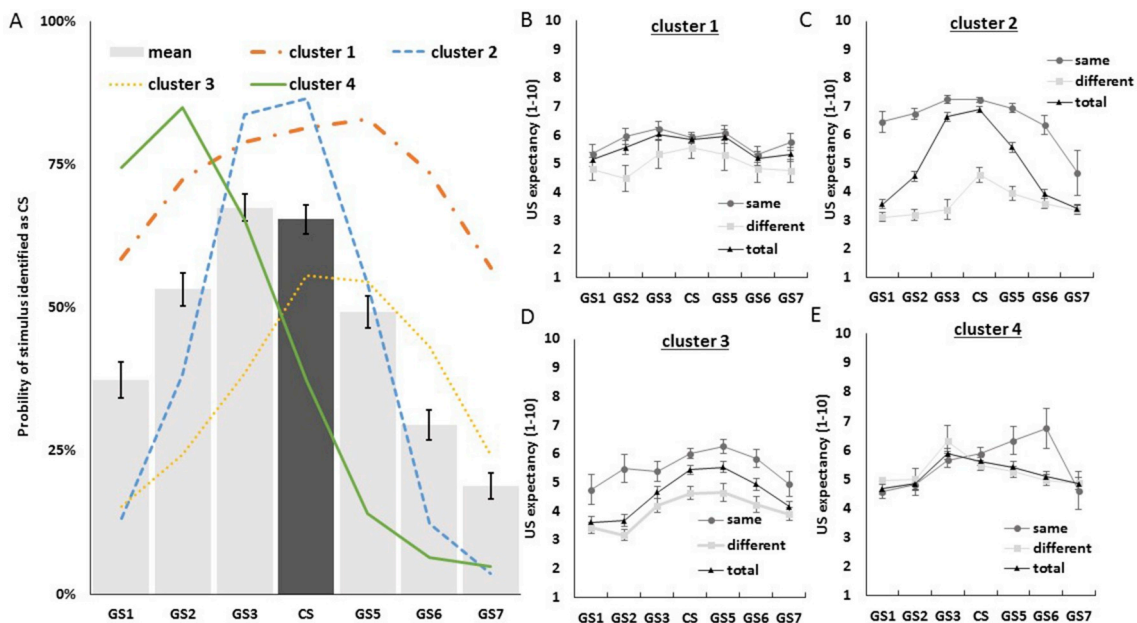 A
Probility of stimulus identified as CS
100%
75%
50%
25%
0%
mean
cluster 1
cluster 2
cluster 3
cluster 4
GS1 GS2 GS3 CS GS5 GS6 GS7
B
cluster 1
US expectancy (1-10)
10
9
8
7
6
5
4
3
2
1
same
different
total
GS1 GS2 GS3 CS GS5 GS6 GS7
C
cluster 2
US expectancy (1-10)
10
9
8
7
6
5
4
3
2
1
same
different
total
GS1 GS2 GS3 CS GS5 GS6 GS7
D
cluster 3
US expectancy (1-10)
10
9
8
7
6
5
4
3
2
1
same
different
total
GS1 GS2 GS3 CS GS5 GS6 GS7
E
cluster 4
US expectancy (1-10)
10
9
8
7
6
5
4
3
2
1
same
different
total
GS1 GS2 GS3 CS GS5 GS6 GS7